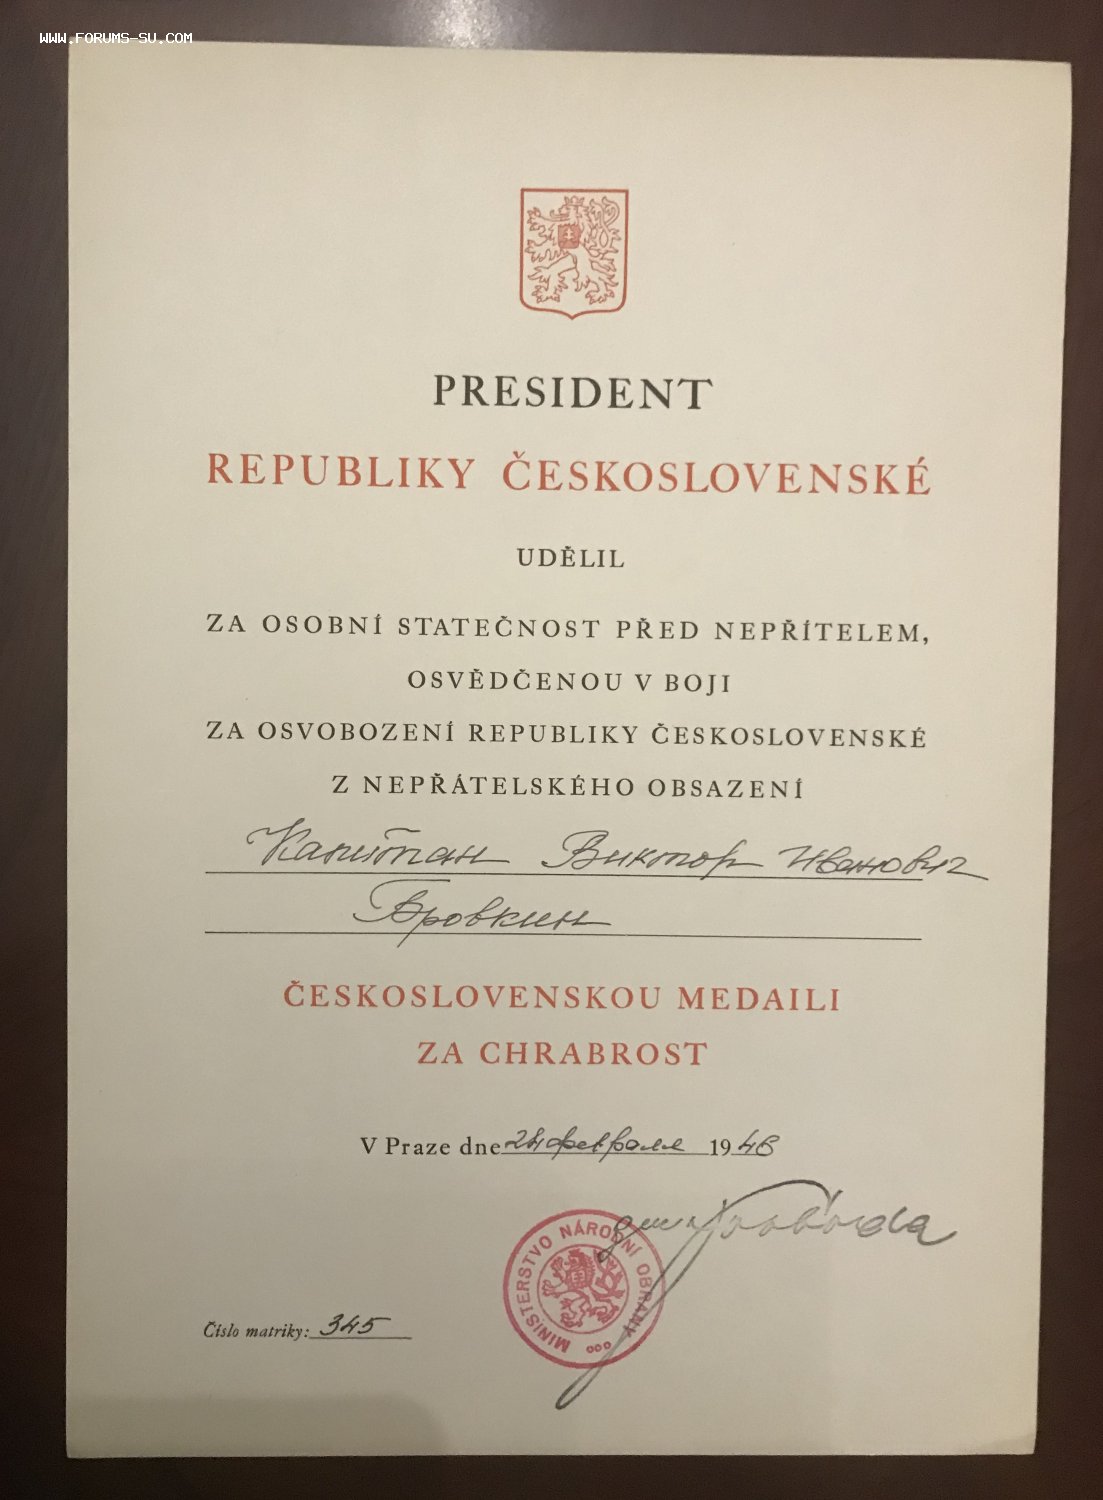 WWW.FORUMS-SU.COM
PRESIDENT
REPUBLIKY ČESKOSLOVENSKÉ
UDĚLIL
ZA OSOBNÍ STATEČNOST PŘED NEPŘÍTELEM,
OSVĚDČENOU V BOJI
ZA OSVOBOZENÍ REPUBLIKY ČESKOSLOVENSKÉ
Z NEPŘÁTELSKÉHO OBSAZENÍ
Капитан Виктор Иванович
Бровкин
ČESKOSLOVENSKOU MEDAILI
ZA CHRABROST
V Praze dne 24 февраля 1948
Svoboda
MINISTERSTVO NÁRODNÍ OBRANY
Číslo matriky: 345